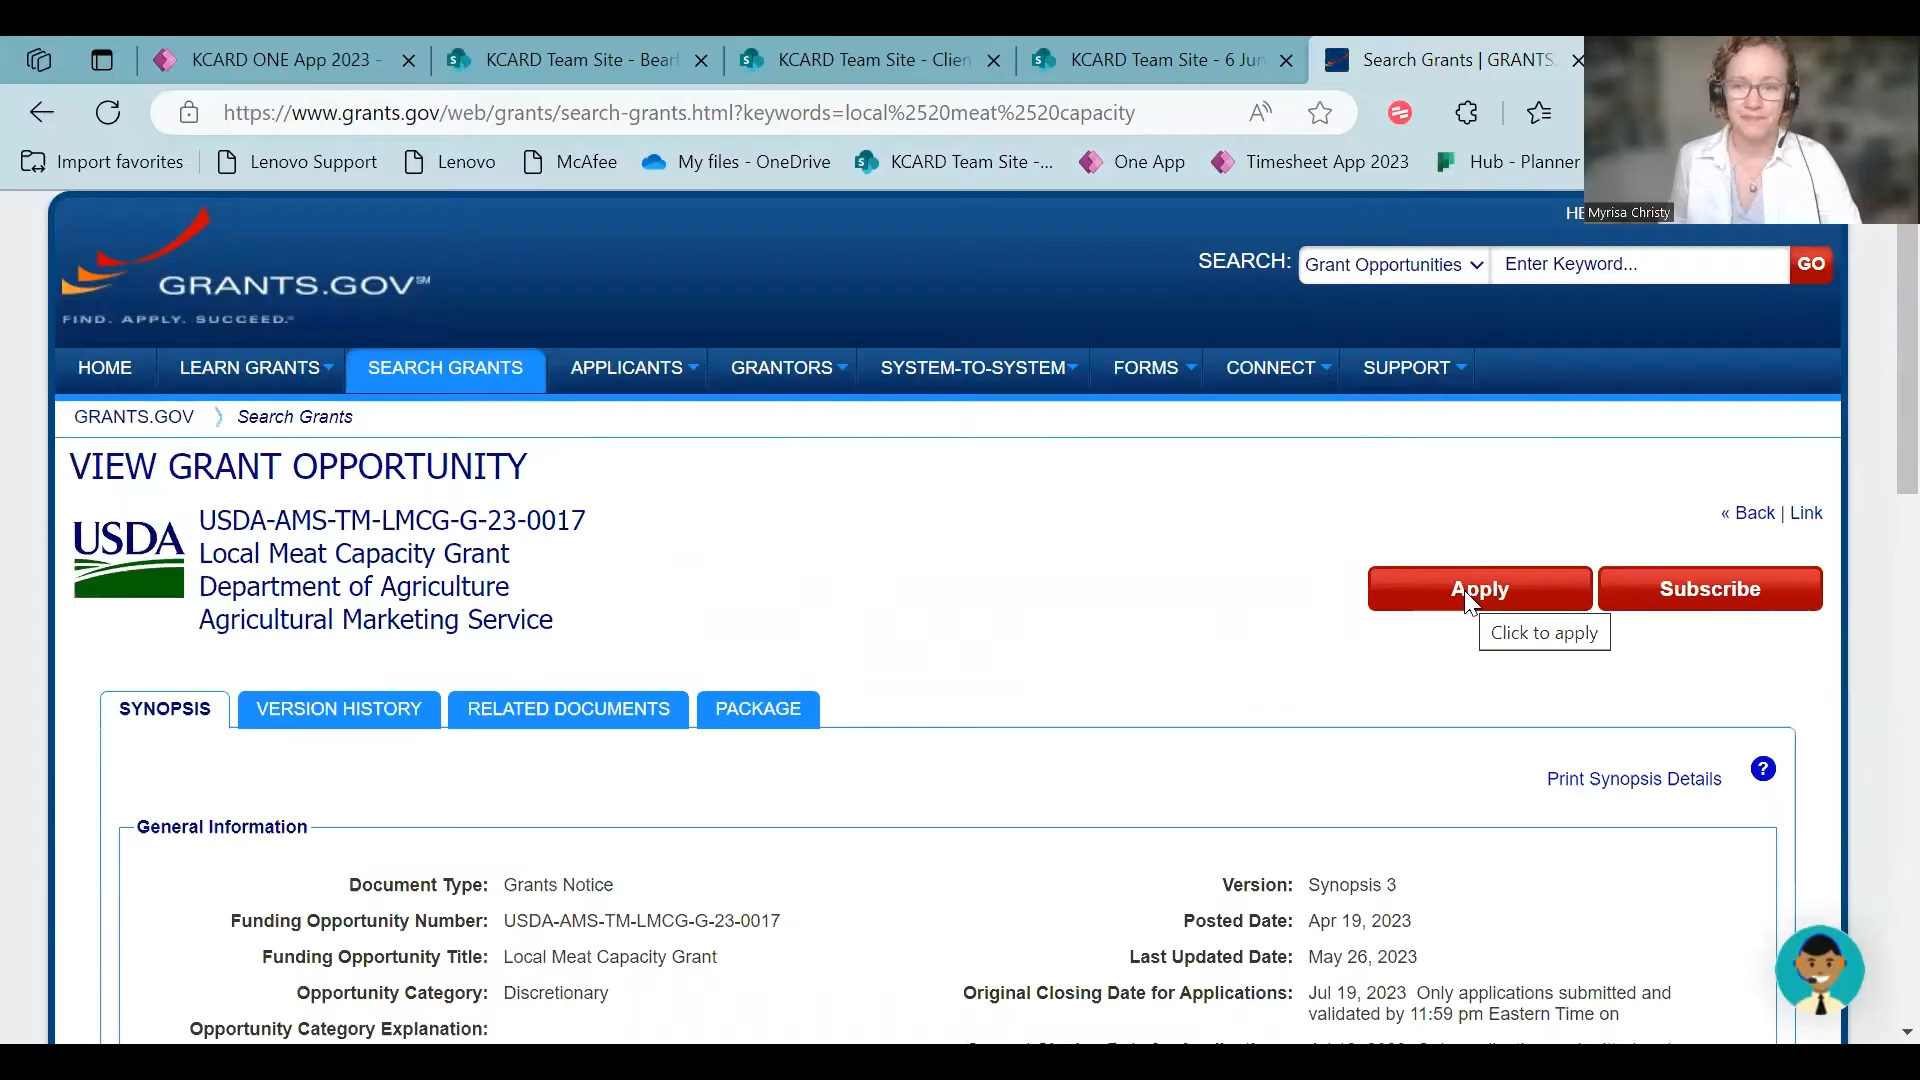 KCARD ONE App 2023 -
KCARD Team Site - Bearf
KCARD Team Site - Clien
KCARD Team Site - 6 Jun
Search Grants | GRANTS.
https://www.grants.gov/web/grants/search-grants.html?keywords=local%2520meat%2520capacity
Import favorites
Lenovo Support
Lenovo
McAfee
My files - OneDrive
KCARD Team Site -...
One App
Timesheet App 2023
Hub - Planner
Myrisa Christy
HE
GRANTS.GOV℠
FIND. APPLY. SUCCEED.℠
SEARCH:
Grant Opportunities
Enter Keyword...
GO
HOME
LEARN GRANTS
SEARCH GRANTS
APPLICANTS
GRANTORS
SYSTEM-TO-SYSTEM
FORMS
CONNECT
SUPPORT
GRANTS.GOV
Search Grants
VIEW GRANT OPPORTUNITY
USDA
USDA-AMS-TM-LMCG-G-23-0017
Local Meat Capacity Grant
Department of Agriculture
Agricultural Marketing Service
« Back | Link
Apply
Subscribe
Click to apply
SYNOPSIS
VERSION HISTORY
RELATED DOCUMENTS
PACKAGE
Print Synopsis Details
?
General Information
Document Type: Grants Notice
Funding Opportunity Number: USDA-AMS-TM-LMCG-G-23-0017
Funding Opportunity Title: Local Meat Capacity Grant
Opportunity Category: Discretionary
Opportunity Category Explanation:
Version: Synopsis 3
Posted Date: Apr 19, 2023
Last Updated Date: May 26, 2023
Original Closing Date for Applications: Jul 19, 2023 Only applications submitted and
validated by 11:59 pm Eastern Time on